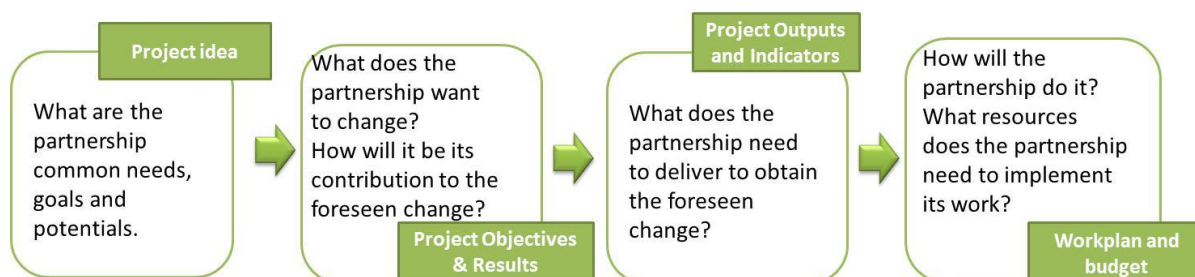 Project idea
What are the
partnership
common needs,
goals and
potentials.
What does the
partnership want
to change?
How will it be its
contribution to the
foreseen change?
Project Objectives
& Results
Project Outputs
and Indicators
What does the
partnership need
to deliver to obtain
the foreseen
change?
How will the
partnership do it?
What resources
does the partnership
need to implement
its work?
Workplan and
budget